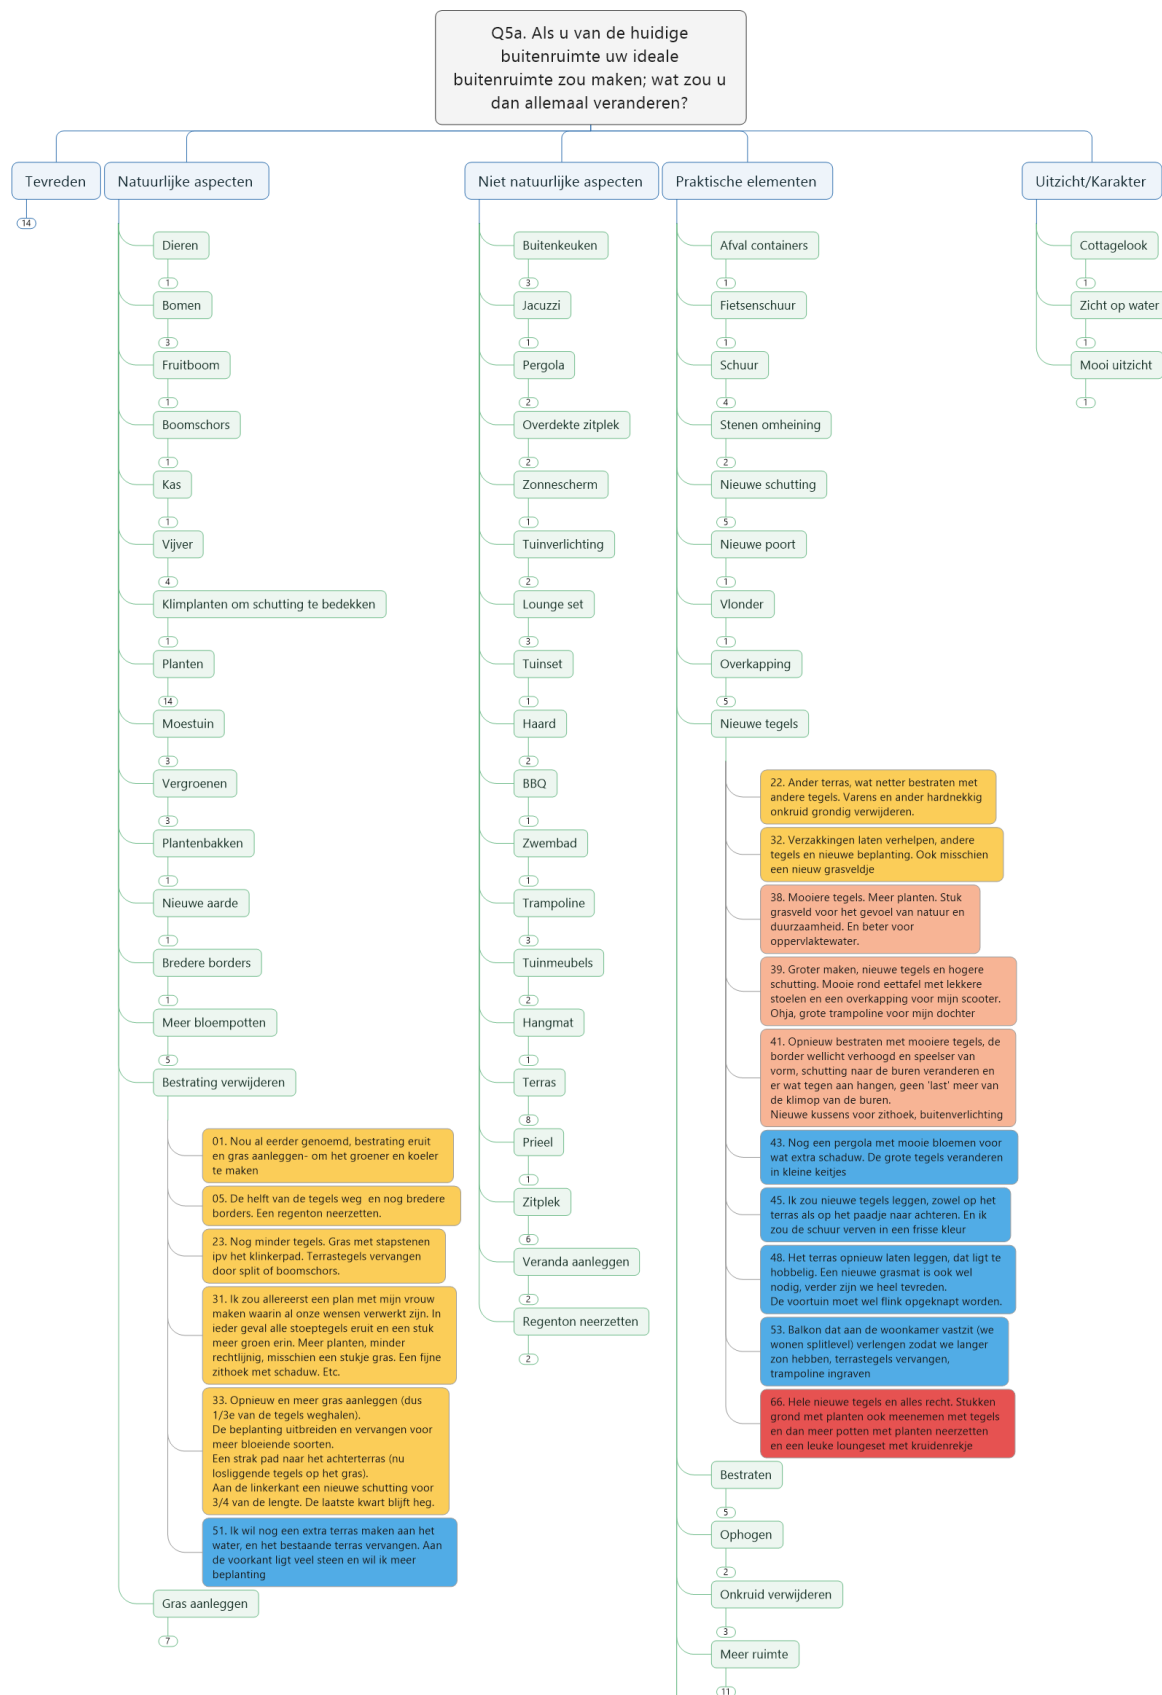 Q5a. Als u van de huidige
buitenruimte uw ideale
buitenruimte zou maken; wat zou u
dan allemaal veranderen?
Tevreden
14
Natuurlijke aspecten
Dieren
1
Bomen
3
Fruitboom
1
Boomschors
1
Kas
1
Vijver
4
Klimplanten om schutting te bedekken
1
Planten
14
Moestuin
3
Vergroenen
3
Plantenbakken
1
Nieuwe aarde
1
Bredere borders
1
Meer bloempotten
5
Bestrating verwijderen
01. Nou al eerder genoemd, bestrating eruit
en gras aanleggen- om het groener en koeler
te maken
05. De helft van de tegels weg  en nog bredere
borders. Een regenton neerzetten.
23. Nog minder tegels. Gras met stapstenen
ipv het klinkerpad. Terrastegels vervangen
door split of boomschors.
31. Ik zou allereerst een plan met mijn vrouw
maken waarin al onze wensen verwerkt zijn. In
ieder geval alle stoeptegels eruit en een stuk
meer groen erin. Meer planten, minder
rechtlijnig, misschien een stukje gras. Een fijne
zithoek met schaduw. Etc.
33. Opnieuw en meer gras aanleggen (dus
1/3e van de tegels weghalen).
De beplanting uitbreiden en vervangen voor
meer bloeiende soorten.
Een strak pad naar het achterterras (nu
losliggende tegels op het gras).
Aan de linkerkant een nieuwe schutting voor
3/4 van de lengte. De laatste kwart blijft heg.
51. Ik wil nog een extra terras maken aan het
water, en het bestaande terras vervangen. Aan
de voorkant ligt veel steen en wil ik meer
beplanting
Gras aanleggen
7
Niet natuurlijke aspecten
Buitenkeuken
3
Jacuzzi
1
Pergola
2
Overdekte zitplek
2
Zonnescherm
1
Tuinverlichting
2
Lounge set
3
Tuinset
1
Haard
2
BBQ
1
Zwembad
1
Trampoline
3
Tuinmeubels
2
Hangmat
1
Terras
8
Prieel
1
Zitplek
6
Veranda aanleggen
2
Regenton neerzetten
2
Praktische elementen
Afval containers
1
Fietsenschuur
1
Schuur
4
Stenen omheining
2
Nieuwe schutting
5
Nieuwe poort
1
Vlonder
1
Overkapping
5
Nieuwe tegels
22. Ander terras, wat netter bestraten met
andere tegels. Varens en ander hardnekkig
onkruid grondig verwijderen.
32. Verzakkingen laten verhelpen, andere
tegels en nieuwe beplanting. Ook misschien
een nieuw grasveldje
38. Mooiere tegels. Meer planten. Stuk
grasveld voor het gevoel van natuur en
duurzaamheid. En beter voor
oppervlaktewater.
39. Groter maken, nieuwe tegels en hogere
schutting. Mooie rond eettafel met lekkere
stoelen en een overkapping voor mijn scooter.
Ohja, grote trampoline voor mijn dochter
41. Opnieuw bestraten met mooiere tegels, de
border wellicht verhoogd en speelser van
vorm, schutting naar de buren veranderen en
er wat tegen aan hangen, geen 'last' meer van
de klimop van de buren.
Nieuwe kussens voor zithoek, buitenverlichting
43. Nog een pergola met mooie bloemen voor
wat extra schaduw. De grote tegels veranderen
in kleine keitjes
45. Ik zou nieuwe tegels leggen, zowel op het
terras als op het paadje naar achteren. En ik
zou de schuur verven in een frisse kleur
48. Het terras opnieuw laten leggen, dat ligt te
hobbelig. Een nieuwe grasmat is ook wel
nodig, verder zijn we heel tevreden.
De voortuin moet wel flink opgeknapt worden.
53. Balkon dat aan de woonkamer vastzit (we
wonen splitlevel) verlengen zodat we langer
zon hebben, terrastegels vervangen,
trampoline ingraven
66. Hele nieuwe tegels en alles recht. Stukken
grond met planten ook meenemen met tegels
en dan meer potten met planten neerzetten
en een leuke loungeset met kruidenrekje
Bestraten
5
Ophogen
2
Onkruid verwijderen
3
Meer ruimte
11
Uitzicht/Karakter
Cottagelook
1
Zicht op water
1
Mooi uitzicht
1